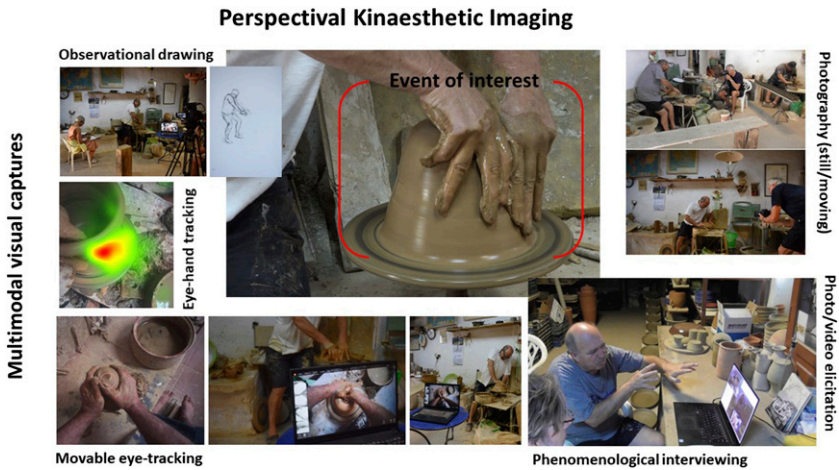 Perspectival Kinaesthetic Imaging
Observational drawing
Event of interest
Photography (still/moving)
Multimodal visual captures
Eye-hand tracking
Photo/video elicitation
Movable eye-tracking
Phenomenological interviewing